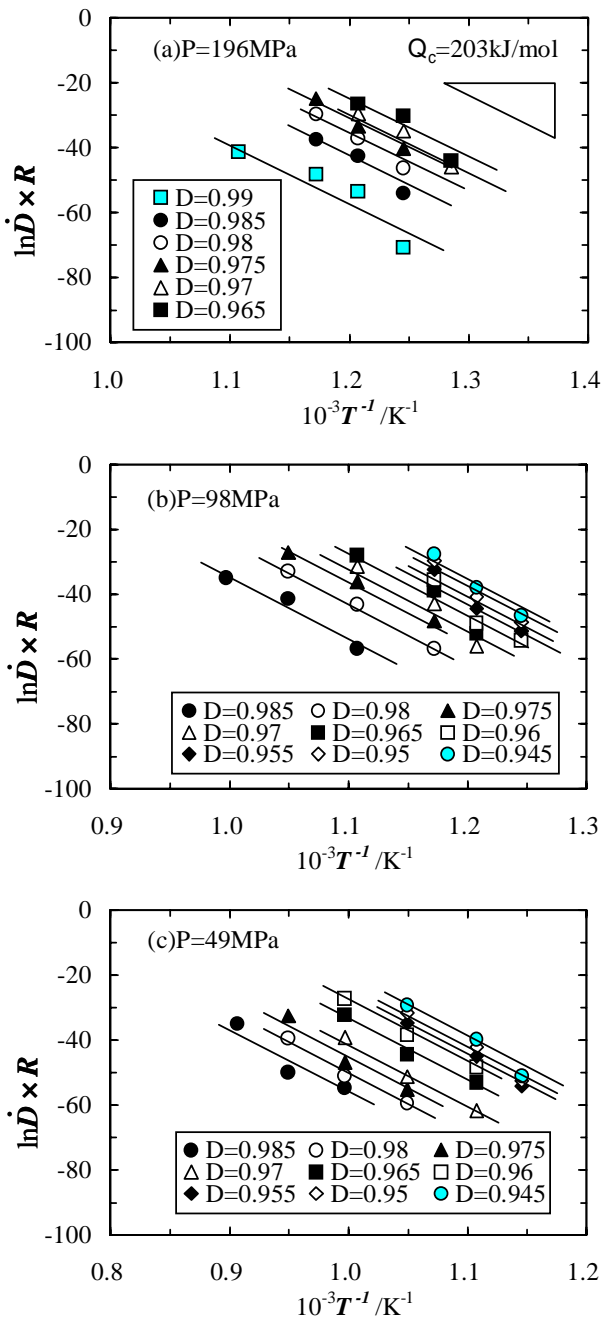 (a)P=196MPa Q_c=203kJ/mol
0
-20
-40
-60
-80
-100
ln𝐷̇×R
D=0.99
D=0.985
D=0.98
D=0.975
D=0.97
D=0.965
1.0 1.1 1.2 1.3 1.4
10⁻³T⁻¹/K⁻¹
(b)P=98MPa
0
-20
-40
-60
-80
-100
ln𝐷̇×R
D=0.985 D=0.98 D=0.975
D=0.97 D=0.965 D=0.96
D=0.955 D=0.95 D=0.945
0.9 1.0 1.1 1.2 1.3
10⁻³T⁻¹/K⁻¹
(c)P=49MPa
0
-20
-40
-60
-80
-100
ln𝐷̇×R
D=0.985 D=0.98 D=0.975
D=0.97 D=0.965 D=0.96
D=0.955 D=0.95 D=0.945
0.8 0.9 1.0 1.1 1.2
10⁻³T⁻¹/K⁻¹